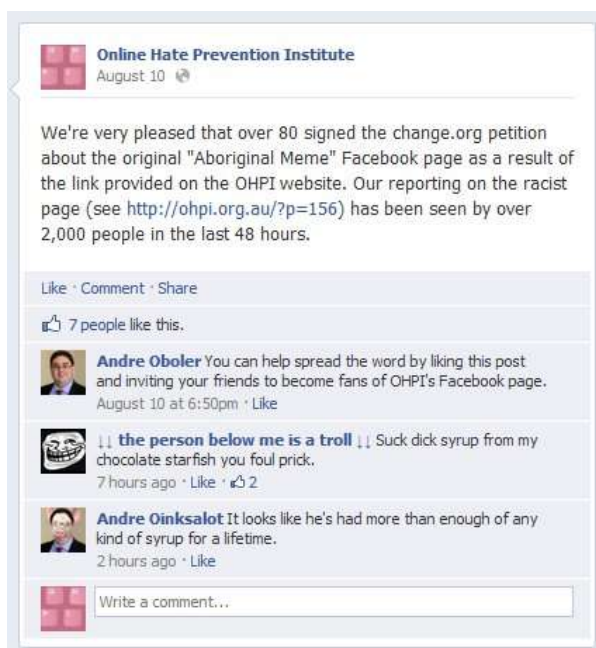 Online Hate Prevention Institute
August 10
We're very pleased that over 80 signed the change.org petition
about the original "Aboriginal Meme" Facebook page as a result of
the link provided on the OHPI website. Our reporting on the racist
page (see http://ohpi.org.au/?p=156) has been seen by over
2,000 people in the last 48 hours.
Like · Comment · Share
7 people like this.
Andre Oboler You can help spread the word by liking this post
and inviting your friends to become fans of OHPI's Facebook page.
August 10 at 6:50pm · Like
↓↓ the person below me is a troll ↓↓ Suck dick syrup from my
chocolate starfish you foul prick.
7 hours ago · Like · 2
Andre Oinksalot It looks like he's had more than enough of any
kind of syrup for a lifetime.
2 hours ago · Like
Write a comment...